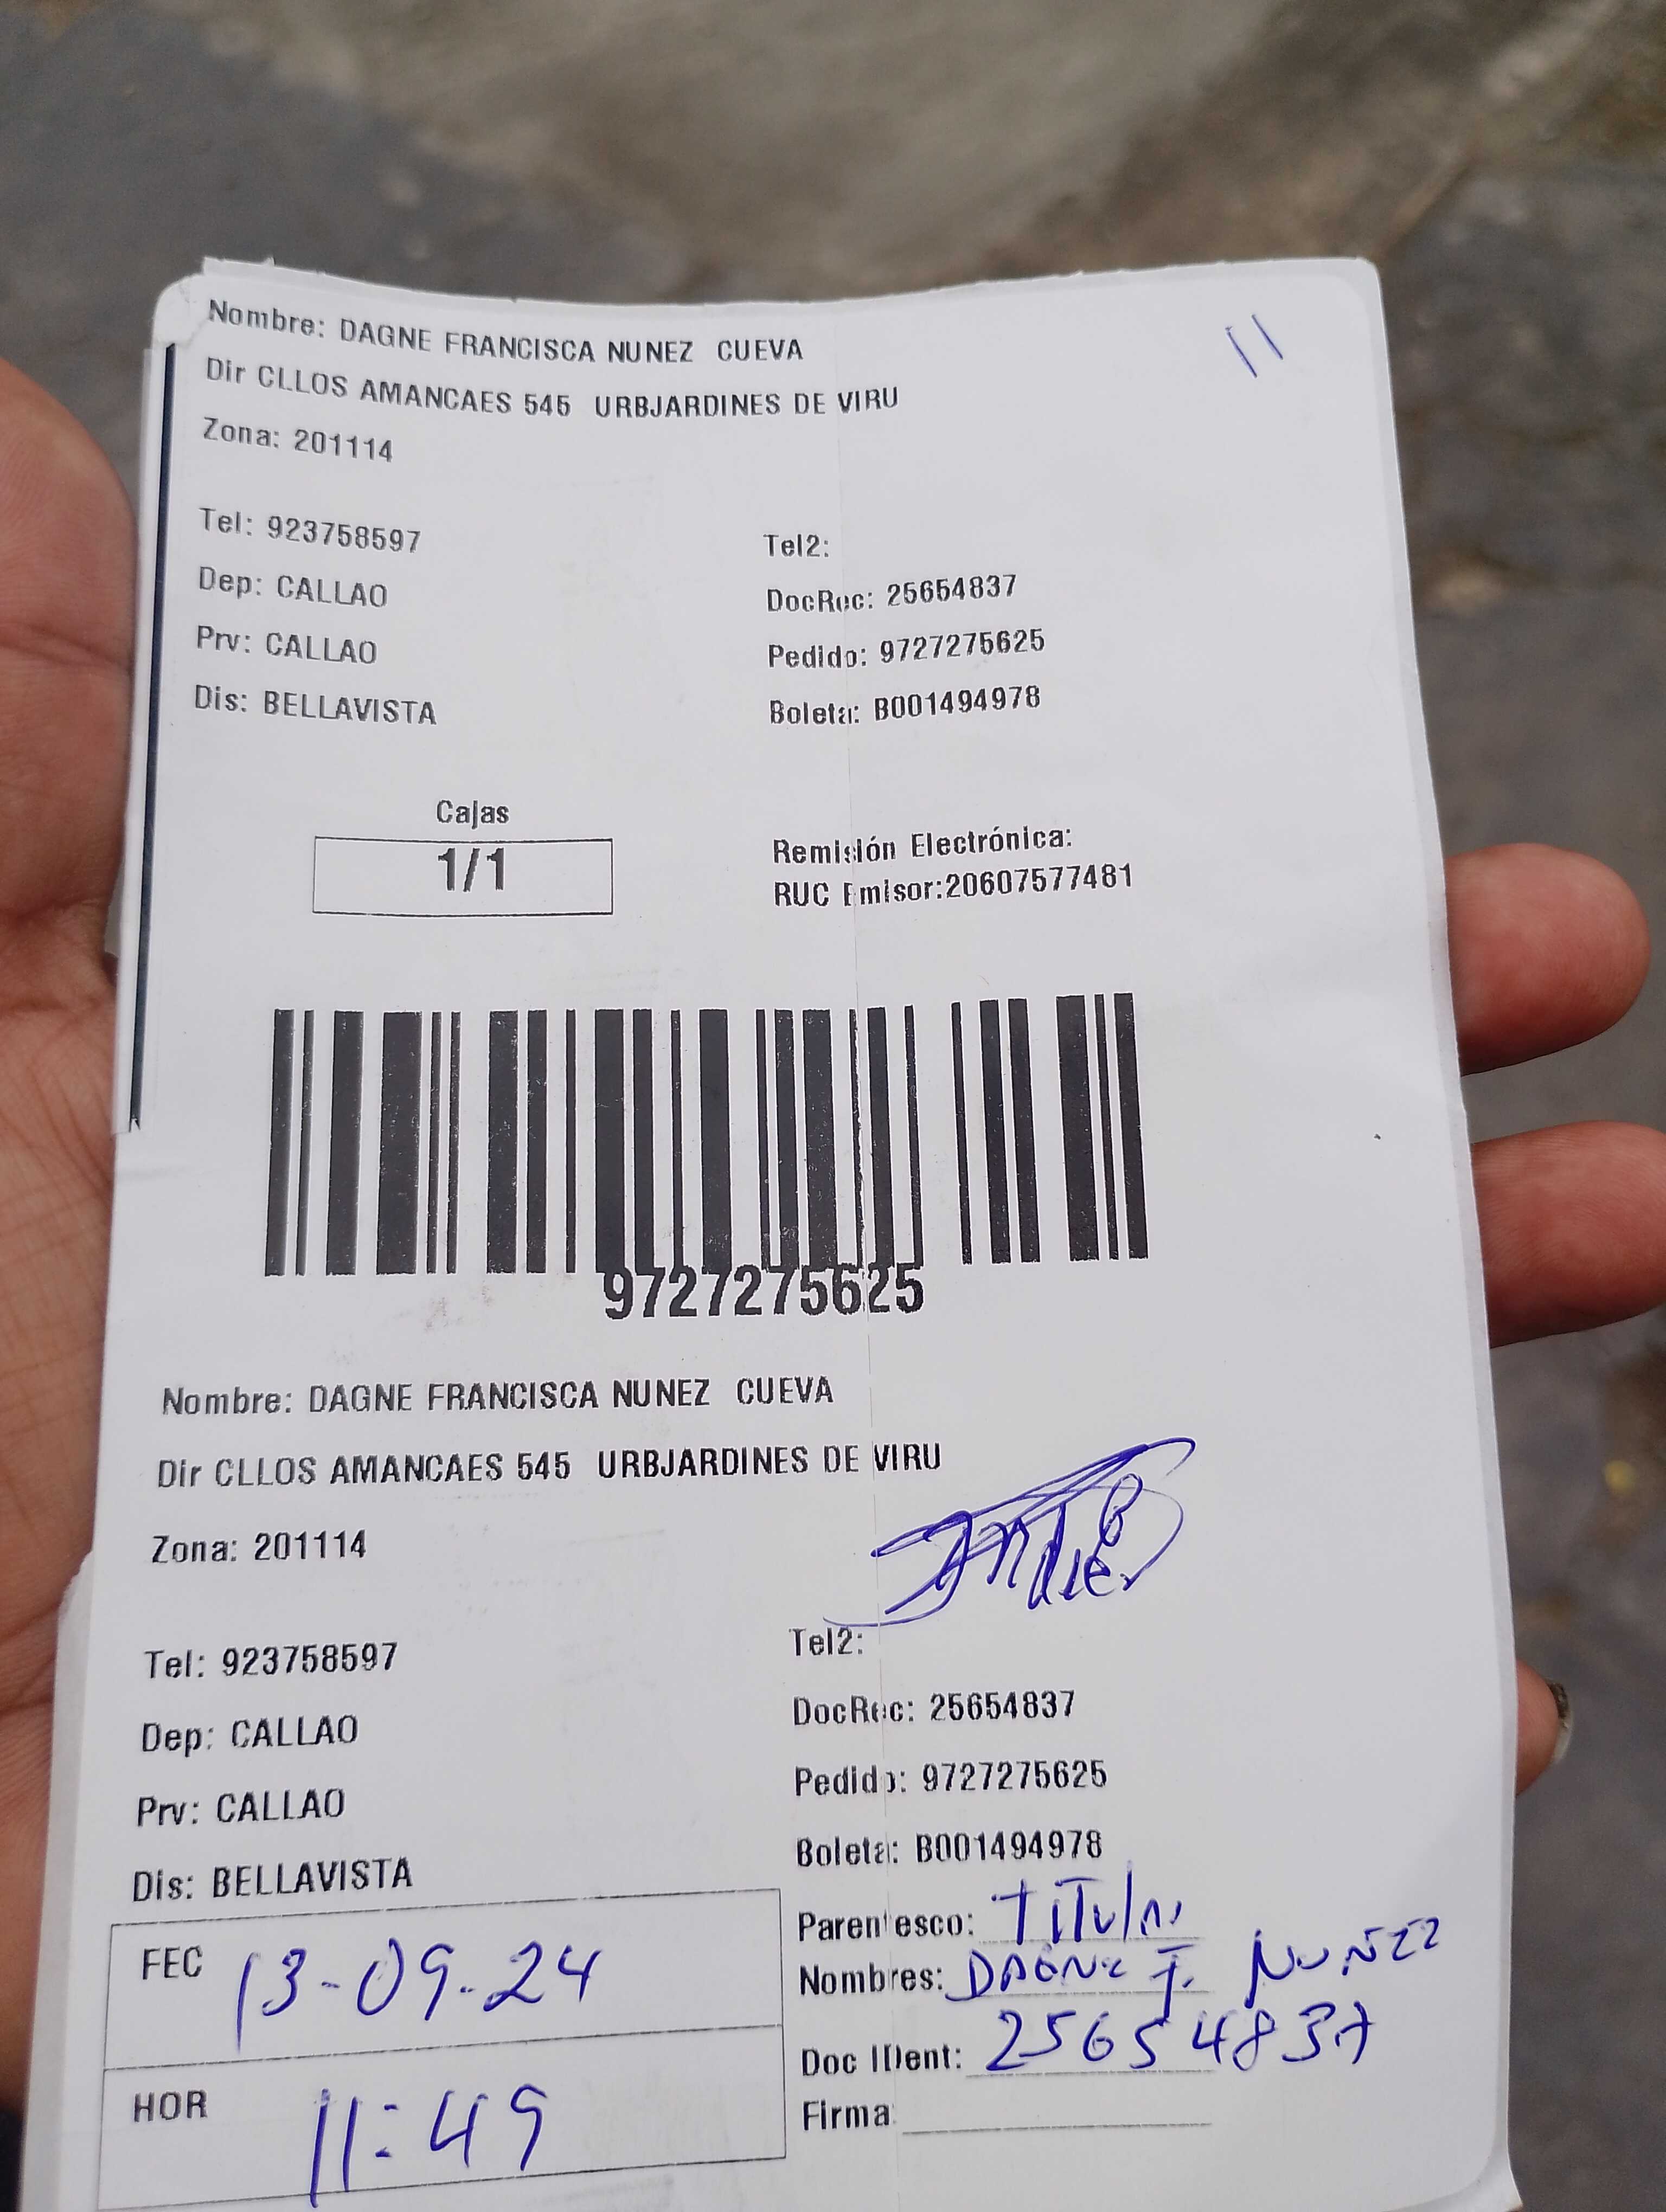 Nombre: DAGNE FRANCISCA NUNEZ CUEVA
11
Dir CLLOS AMANCAES 545 URBJARDINES DE VIRU
Zona: 201114
Tel: 923758597
Tel2:
Dep: CALLAO
DocRec: 25654837
Prv: CALLAO
Pedido: 9727275625
Dis: BELLAVISTA
Boleta: B001494978
Cajas
1/1
Remisión Electrónica:
RUC Emisor:20607577481
9727275625
Nombre: DAGNE FRANCISCA NUNEZ CUEVA
Dir CLLOS AMANCAES 545 URBJARDINES DE VIRU
Zona: 201114
Tel: 923758597
Tel2:
Dep: CALLAO
DocRec: 25654837
Prv: CALLAO
Pedido: 9727275625
Dis: BELLAVISTA
Boleta: B001494978
FEC 13-09-24
Parentesco: TITular
Nombres: DAGNE F. NUÑEZ
Doc IDent: 25654837
HOR 11:49
Firma: